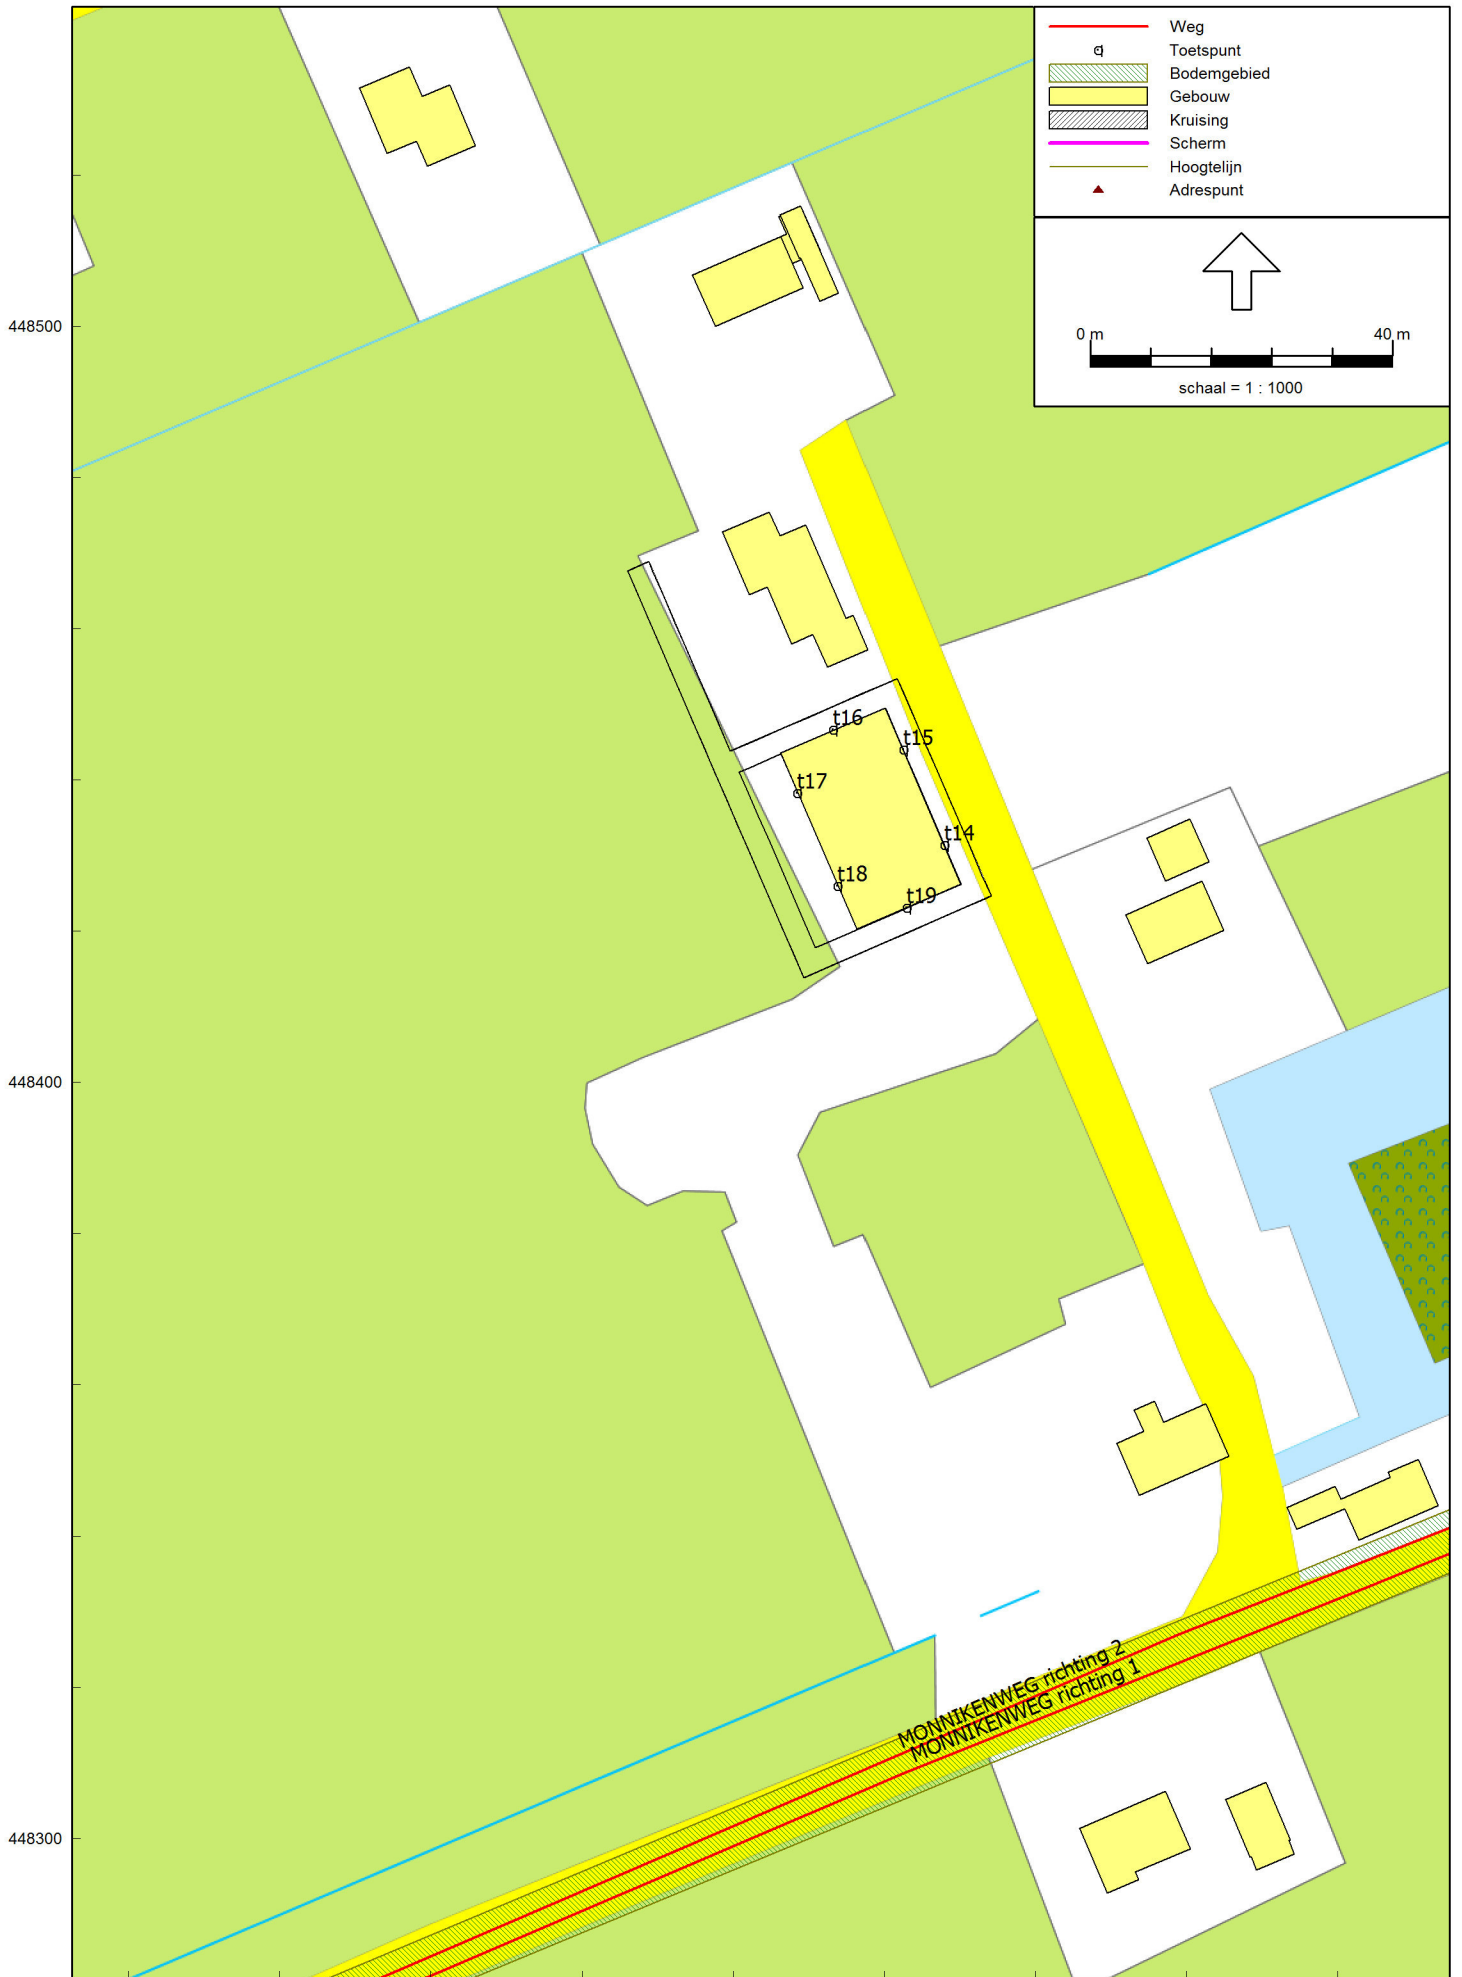 Weg
Toetspunt
Bodemgebied
Gebouw
Kruising
Scherm
Hoogtelijn
Adrespunt
0 m 40 m
schaal = 1 : 1000
448500
t16
t15
t17
t14
t18
t19
448400
MONNIKENWEG richting 2
MONNIKENWEG richting 1
448300